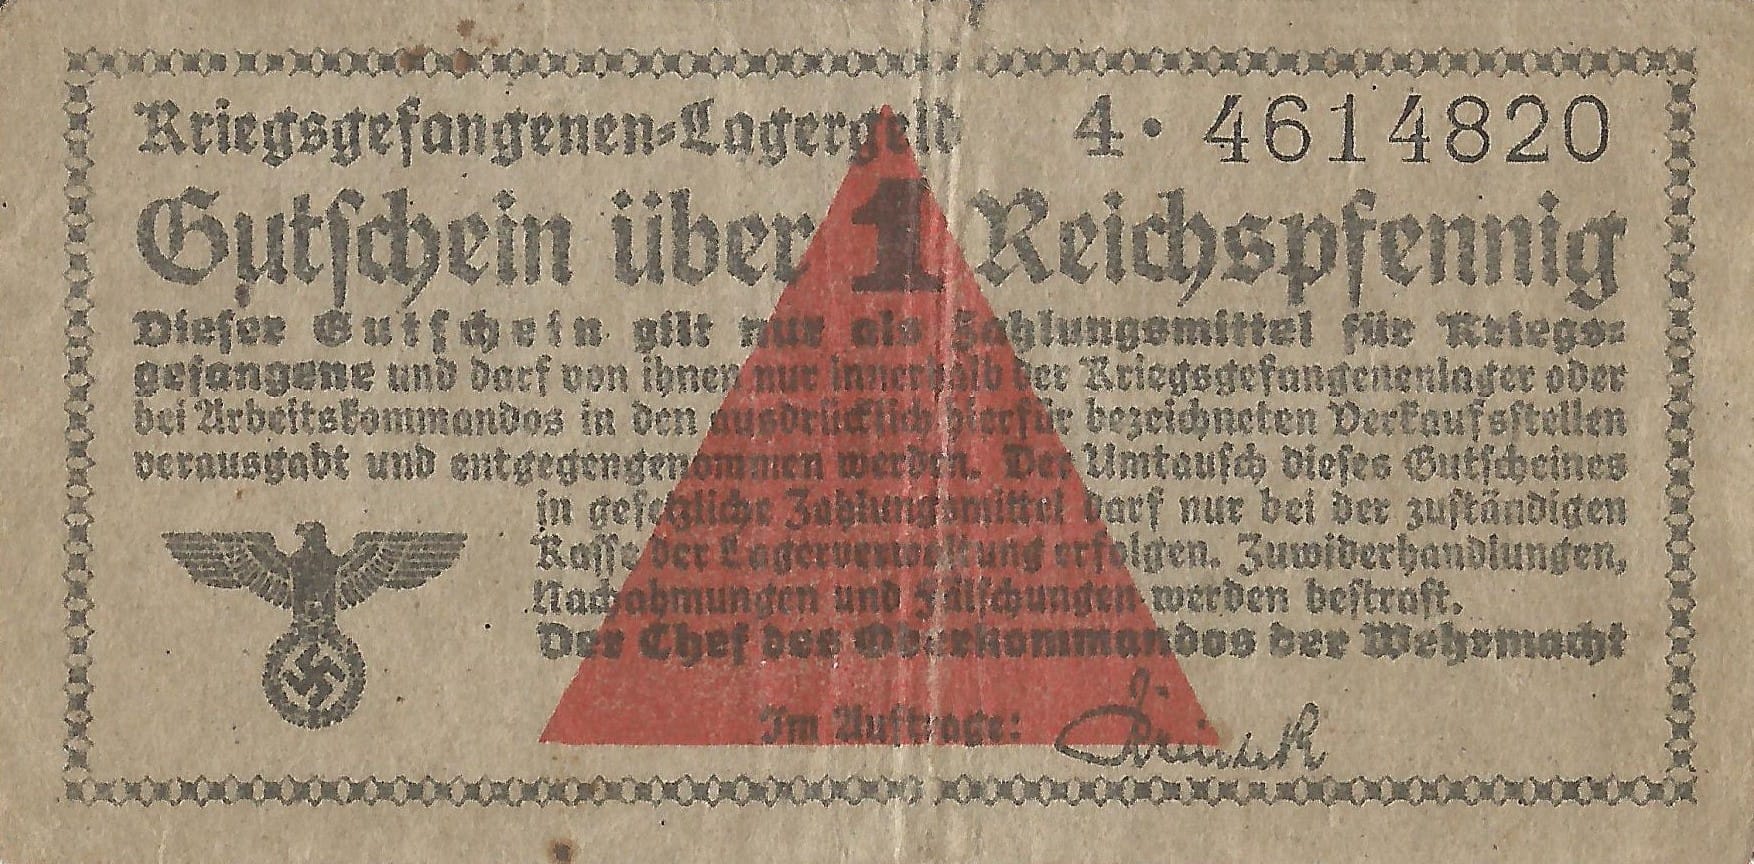 Kriegsgefangenen-Lagergeld 4 · 4614820
Gutschein über 1 Reichspfennig
Dieser Gutschein gilt nur als Zahlungsmittel für Kriegs-
gefangene und darf von ihnen nur innerhalb der Kriegsgefangenenlager oder
bei Arbeitskommandos in den ausdrücklich hierfür bezeichneten Verkaufsstellen
verausgabt und entgegengenommen werden. Der Umtausch dieses Gutscheines
in gesetzliche Zahlungsmittel darf nur bei der zuständigen
Kasse der Lagerverwaltung erfolgen. Zuwiderhandlungen,
Nachahmungen und Fälschungen werden bestraft.
Der Chef des Oberkommandos der Wehrmacht
Im Auftrage: